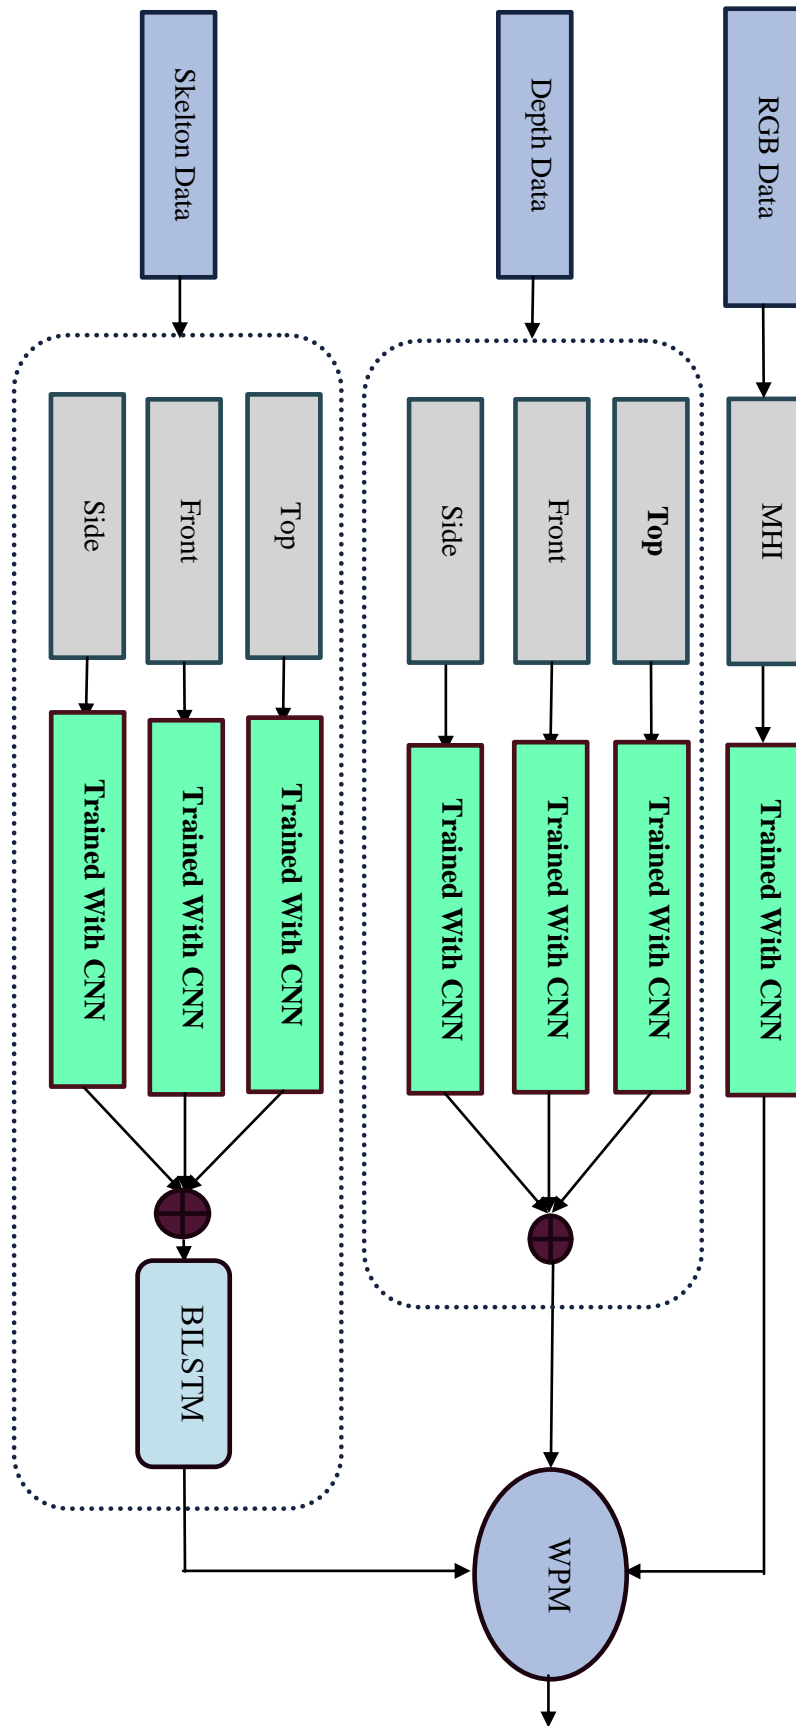 RGB Data
MHI
Trained With CNN
Depth Data
Top
Front
Side
Trained With CNN
Trained With CNN
Trained With CNN
Skelton Data
Top
Front
Side
Trained With CNN
Trained With CNN
Trained With CNN
BILSTM
WPM